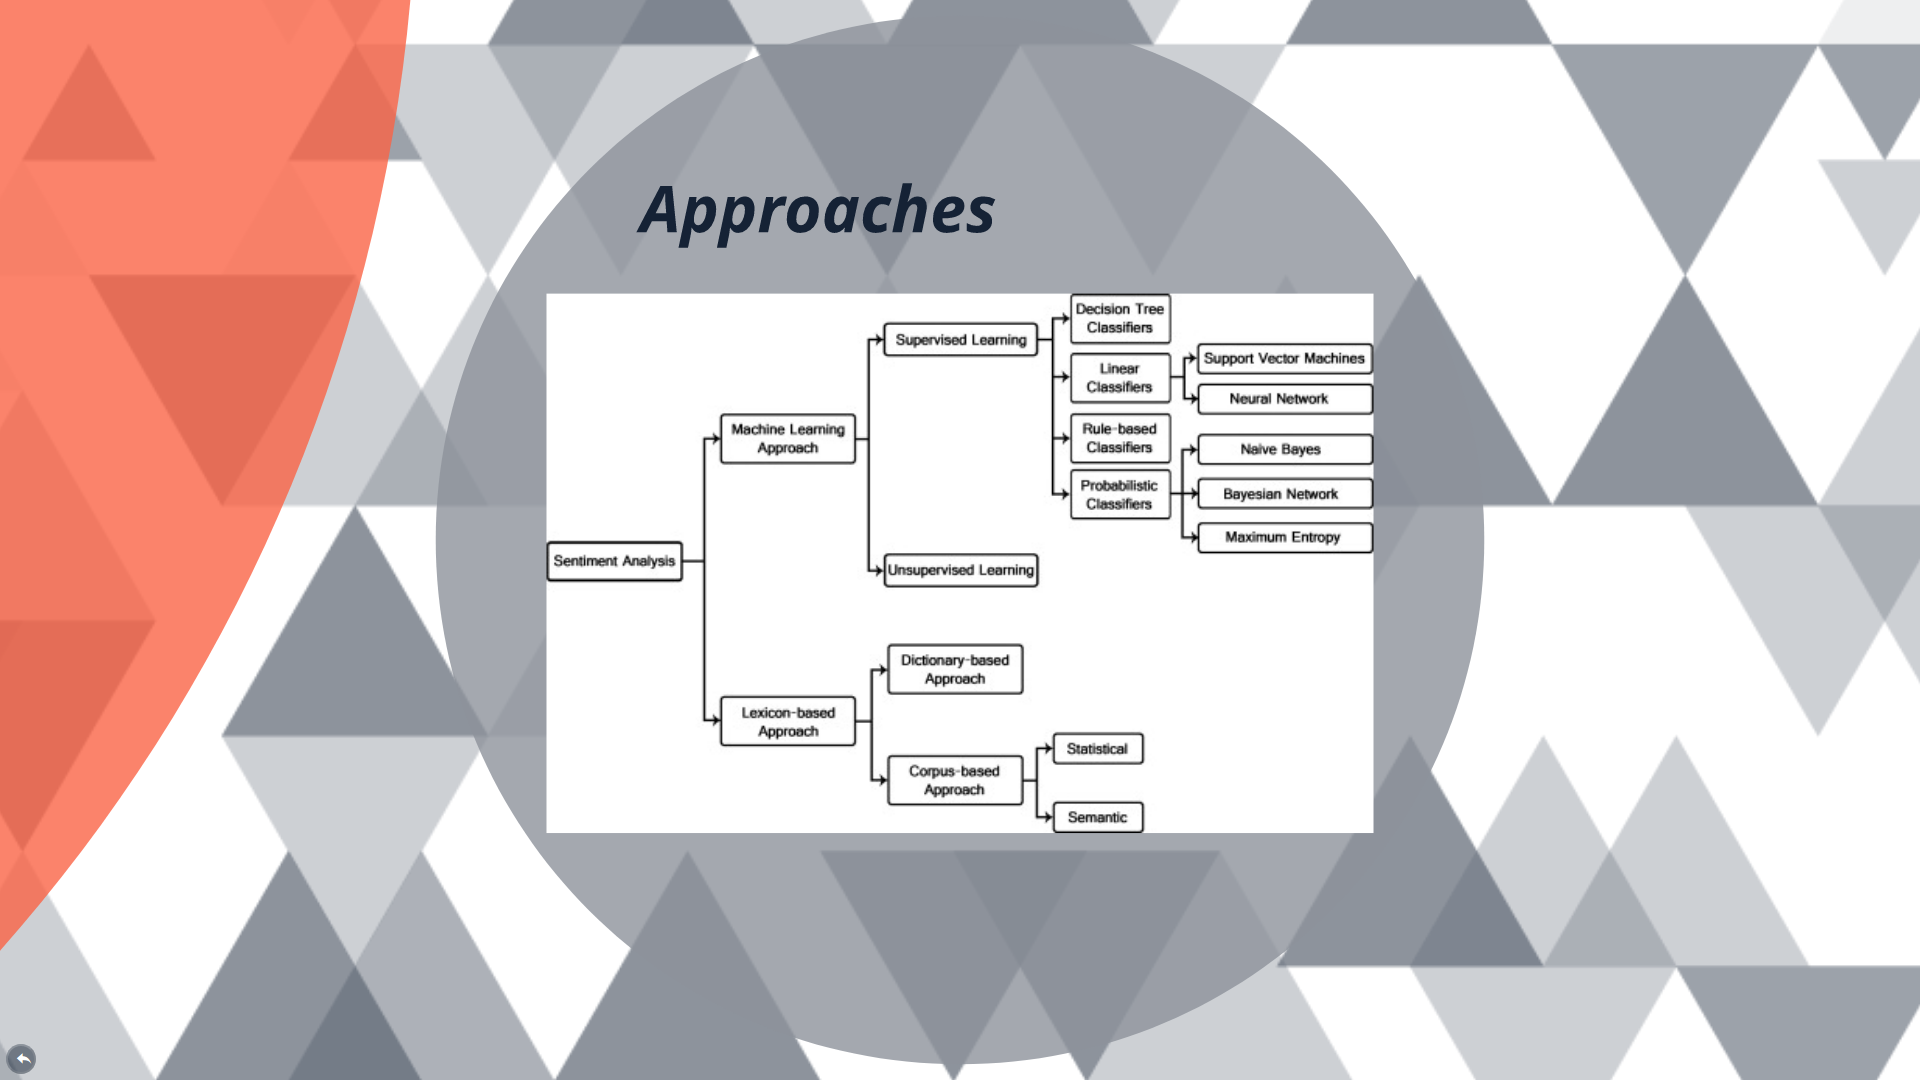 Approaches
Decision Tree
Classifiers
Supervised Learning
Linear
Classifiers
Support Vector Machines
Neural Network
Machine Learning
Approach
Rule-based
Classifiers
Naive Bayes
Probabilistic
Classifiers
Bayesian Network
Maximum Entropy
Sentiment Analysis
Unsupervised Learning
Dictionary-based
Approach
Lexicon-based
Approach
Statistical
Corpus-based
Approach
Semantic